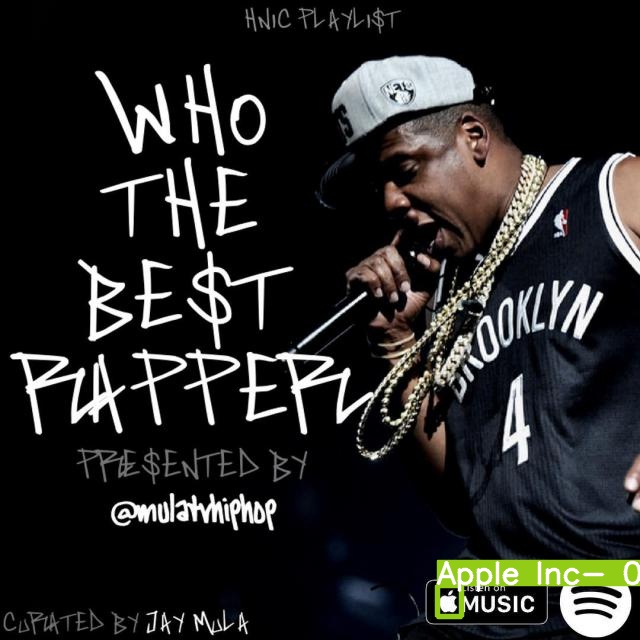 HNIC PLAYLI$T
WHO
THE
BE$T
RAPPER
PRE$ENTED BY
@mulatvhiphop
NETS
BROOKLYN
4
Apple Inc- 0
Listen on
MUSIC
CURATED BY JAY MULA